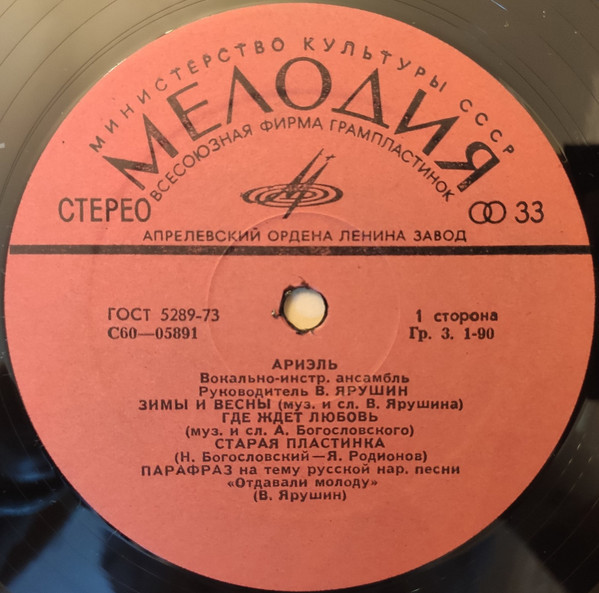 МИНИСТЕРСТВО КУЛЬТУРЫ СССР
МЕЛОДИЯ
ВСЕСОЮЗНАЯ ФИРМА ГРАМПЛАСТИНОК
СТЕРЕО
33
АПРЕЛЕВСКИЙ ОРДЕНА ЛЕНИНА ЗАВОД
ГОСТ 5289-73
С60—05891
1 сторона
Гр. 3. 1-90
АРИЭЛЬ
Вокально-инстр. ансамбль
Руководитель В. ЯРУШИН
ЗИМЫ И ВЕСНЫ (муз. и сл. В. Ярушина)
ГДЕ ЖДЕТ ЛЮБОВЬ
(муз. и сл. А. Богословского)
СТАРАЯ ПЛАСТИНКА
(Н. Богословский—Я. Родионов)
ПАРАФРАЗ на тему русской нар. песни
«Отдавали молоду»
(В. Ярушин)